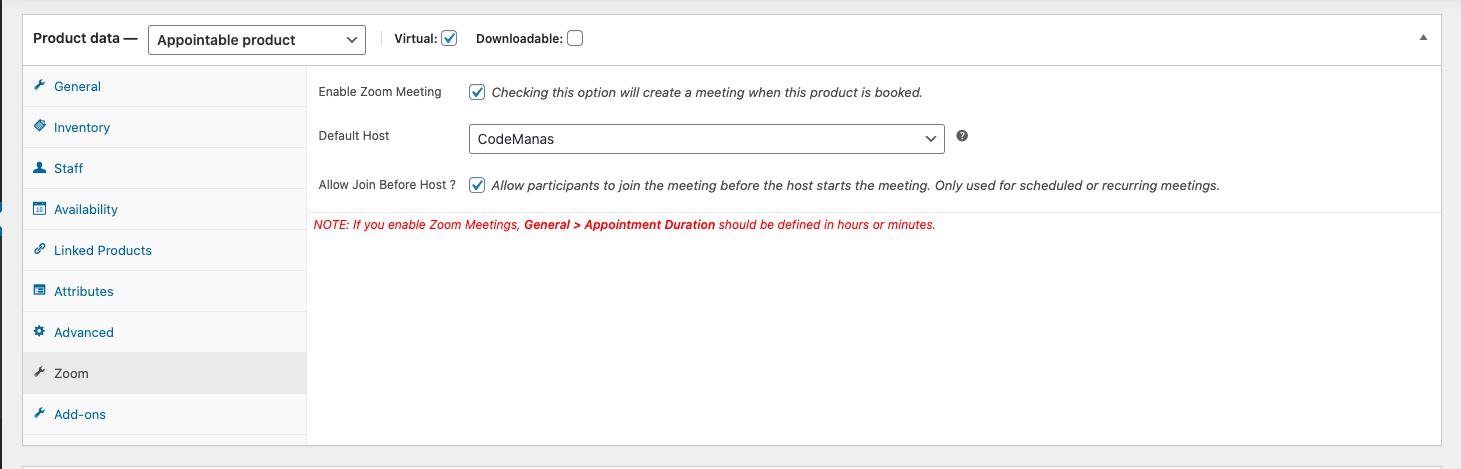 Product data — Appointable product Virtual: Downloadable:
General
Inventory
Staff
Availability
Linked Products
Attributes
Advanced
Zoom
Add-ons
Enable Zoom Meeting Checking this option will create a meeting when this product is booked.
Default Host CodeManas ?
Allow Join Before Host ? Allow participants to join the meeting before the host starts the meeting. Only used for scheduled or recurring meetings.
NOTE: If you enable Zoom Meetings, General > Appointment Duration should be defined in hours or minutes.